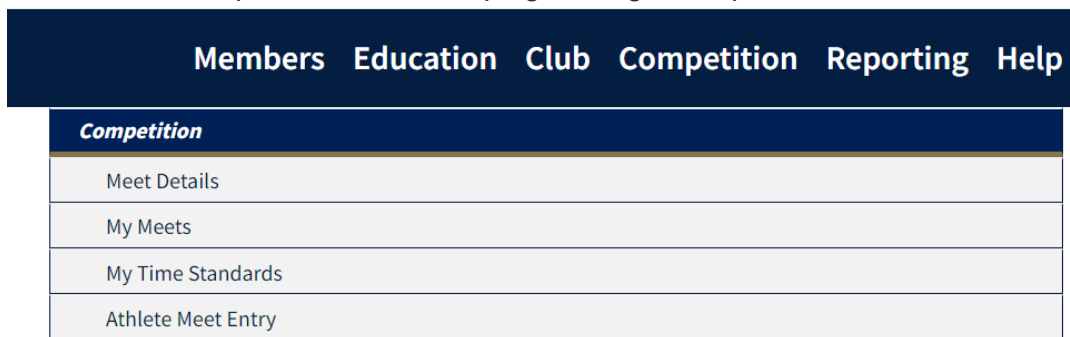 Members Education Club Competition Reporting Help
Competition
Meet Details
My Meets
My Time Standards
Athlete Meet Entry